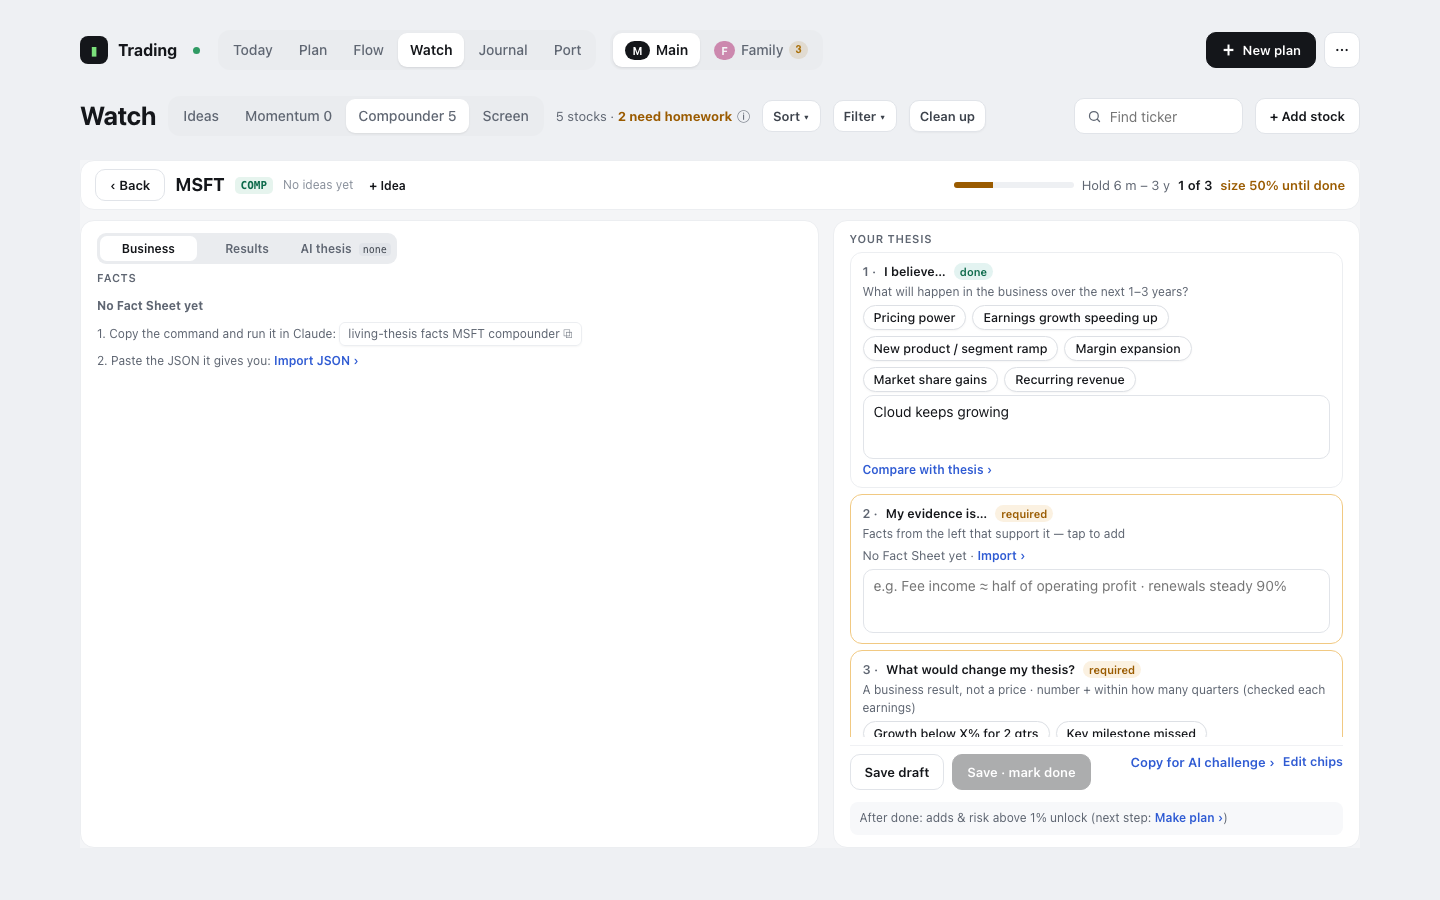 Trading
Today Plan Flow Watch Journal Port
M Main F Family 3
+ New plan ···
Watch
Ideas Momentum 0 Compounder 5 Screen
5 stocks · 2 need homework ⓘ
Sort ▾ Filter ▾ Clean up
Find ticker
+ Add stock
‹ Back MSFT COMP No ideas yet + Idea
Hold 6 m – 3 y 1 of 3 size 50% until done
Business Results AI thesis none
FACTS
No Fact Sheet yet
1. Copy the command and run it in Claude: living-thesis facts MSFT compounder
2. Paste the JSON it gives you: Import JSON ›
YOUR THESIS
1 · I believe... done
What will happen in the business over the next 1–3 years?
Pricing power Earnings growth speeding up
New product / segment ramp Margin expansion
Market share gains Recurring revenue
Cloud keeps growing
Compare with thesis ›
2 · My evidence is... required
Facts from the left that support it — tap to add
No Fact Sheet yet · Import ›
e.g. Fee income ≈ half of operating profit · renewals steady 90%
3 · What would change my thesis? required
A business result, not a price · number + within how many quarters (checked each
earnings)
Growth below X% for 2 qtrs Key milestone missed
Save draft Save · mark done Copy for AI challenge › Edit chips
After done: adds & risk above 1% unlock (next step: Make plan ›)